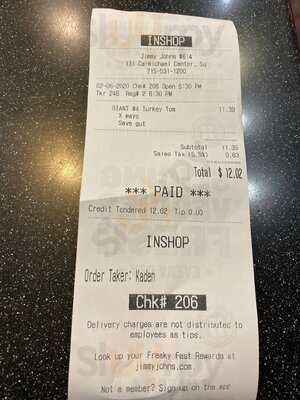 INSHOP
Jimmy Johns #614
131 Carmichael Center, Su
715-531-1200
02-06-2020 Chk# 206 Open 6:30 PM
Tkr 246 Reg# 2 6:30 PM
GIANT #4 Turkey Tom 11.39
X mayo
Save gut
Subtotal 11.39
Sales Tax (5.5%) 0.63
Total $ 12.02
*** PAID ***
Credit Tendered 12.02 Tip 0.00
INSHOP
Order Taker: Kaden
Chk# 206
Delivery charges are not distributed to
employees as tips.
Look up your Freaky Fast Rewards at
jimmyjohns.com.
Not a member? Sign-up on the app